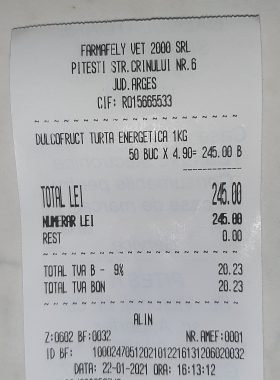 FARMAFELY VET 2000 SRL
PITESTI STR.CRINULUI NR.6
JUD.ARGES
CIF: RO15665533
DULCOFRUCT TURTA ENERGETICA 1KG
50 BUC X 4.90= 245.00 B
TOTAL LEI 245.00
NUMERAR LEI 245.00
REST 0.00
TOTAL TVA B - 9% 20.23
TOTAL TVA BON 20.23
ALIN
Z:0602 BF:0032 NR.AMEF:0001
ID BF: 10002470512021012216131206020032
DATA: 22-01-2021 ORA: 16:13:12